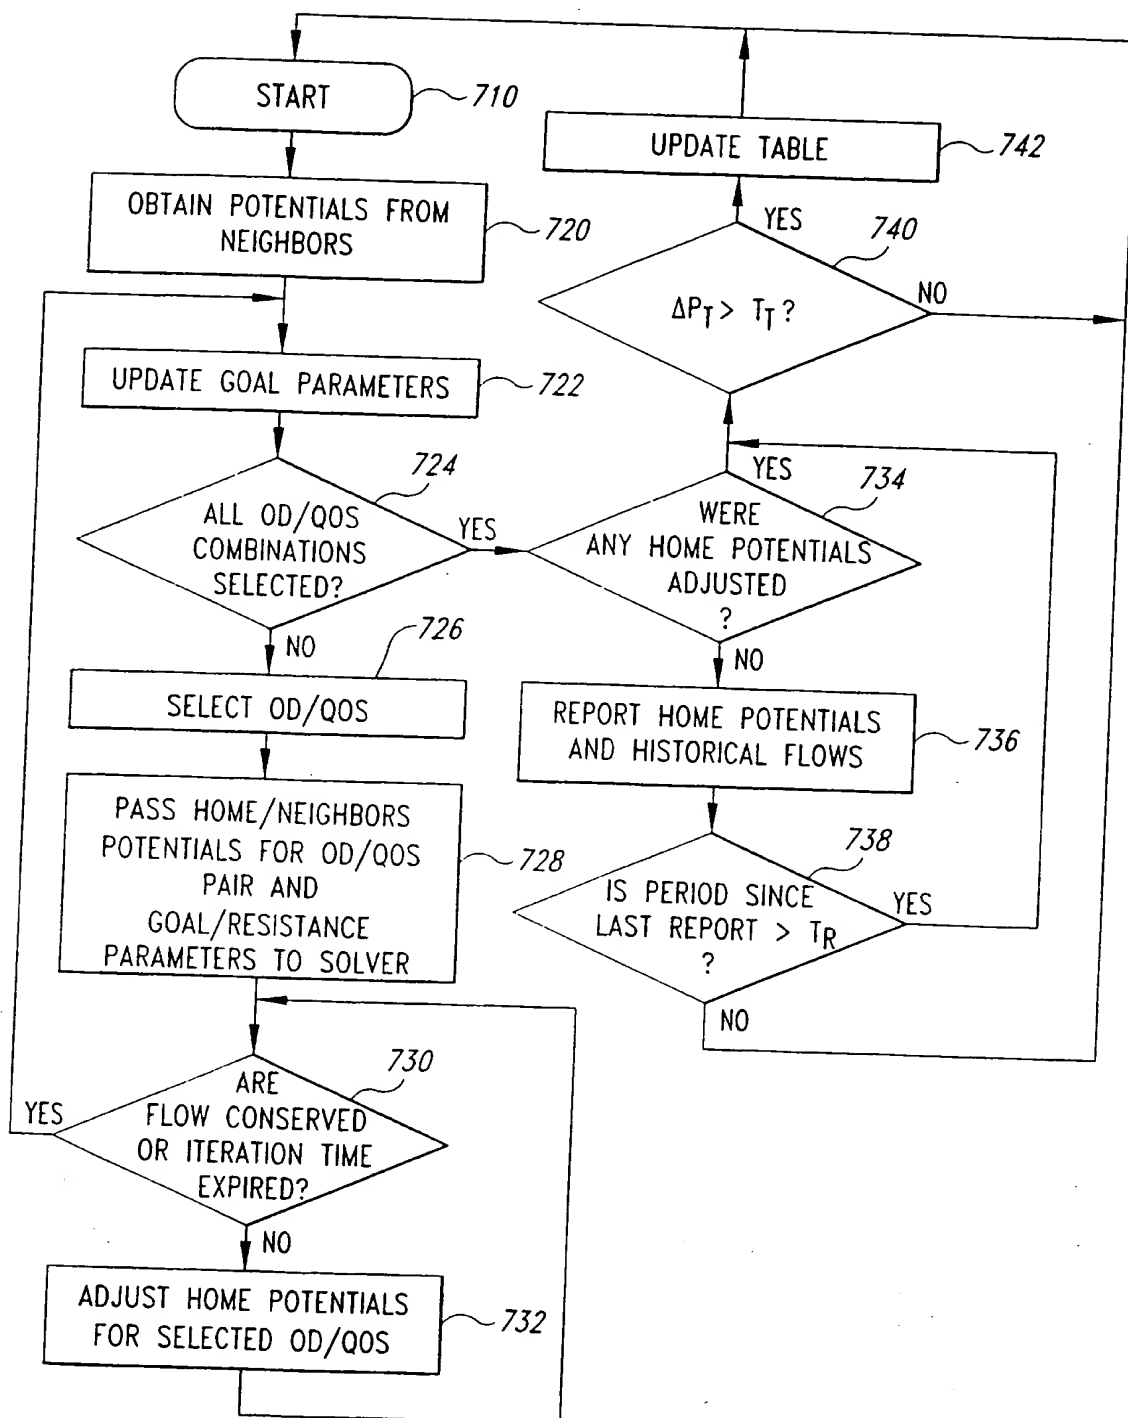 START
710
OBTAIN POTENTIALS FROM
NEIGHBORS
720
UPDATE GOAL PARAMETERS
722
724
ALL OD/QOS
COMBINATIONS
SELECTED?
YES
NO
726
SELECT OD/QOS
PASS HOME/NEIGHBORS
POTENTIALS FOR OD/QOS
PAIR AND
GOAL/RESISTANCE
PARAMETERS TO SOLVER
728
730
ARE
FLOW CONSERVED
OR ITERATION TIME
EXPIRED?
YES
NO
ADJUST HOME POTENTIALS
FOR SELECTED OD/QOS
732
UPDATE TABLE
742
YES
740
ΔPT > TT ?
NO
YES
734
WERE
ANY HOME POTENTIALS
ADJUSTED
?
NO
REPORT HOME POTENTIALS
AND HISTORICAL FLOWS
736
738
IS PERIOD SINCE
LAST REPORT > TR
?
YES
NO